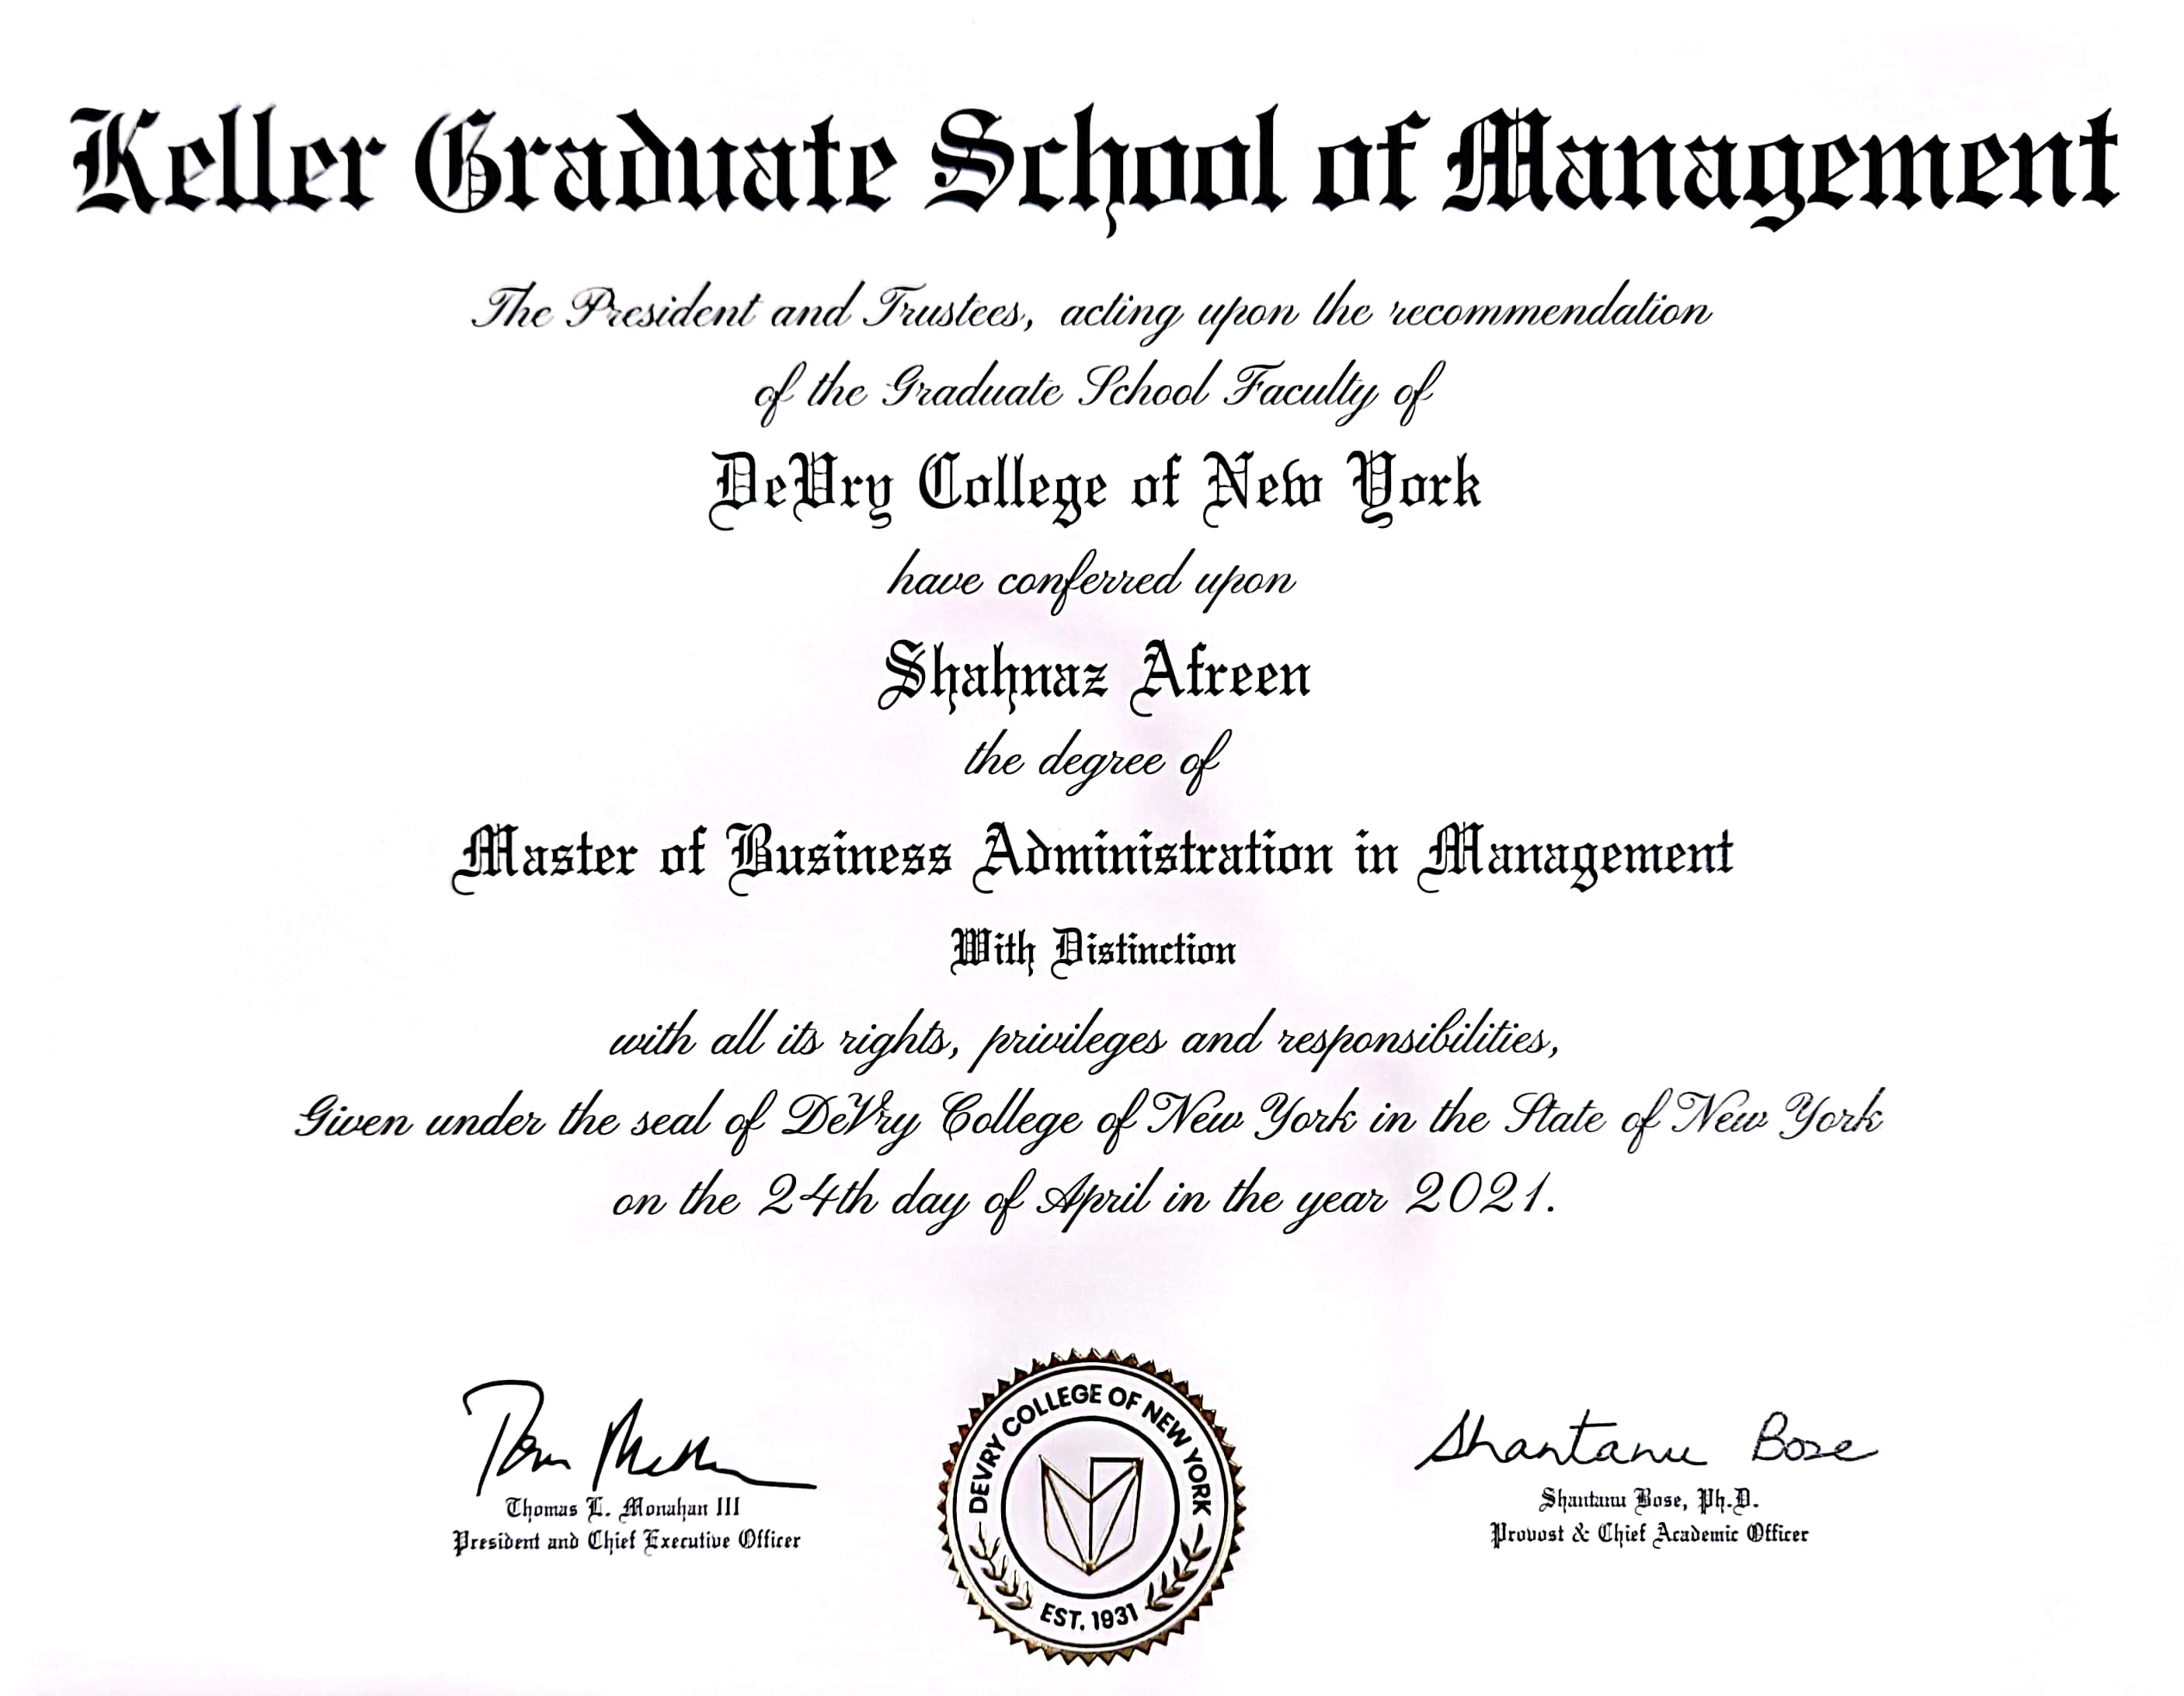 Keller Graduate School of Management
The President and Trustees, acting upon the recommendation
of the Graduate School Faculty of
DeVry College of New York
have conferred upon
Shahnaz Afreen
the degree of
Master of Business Administration in Management
With Distinction
with all its rights, privileges and responsibilities,
Given under the seal of DeVry College of New York in the State of New York
on the 24th day of April in the year 2021.
Thomas L. Monahan III
President and Chief Executive Officer
DEVRY COLLEGE OF NEW YORK
EST. 1931
Shantanu Bose
Shantanu Bose, Ph.D.
Provost & Chief Academic Officer